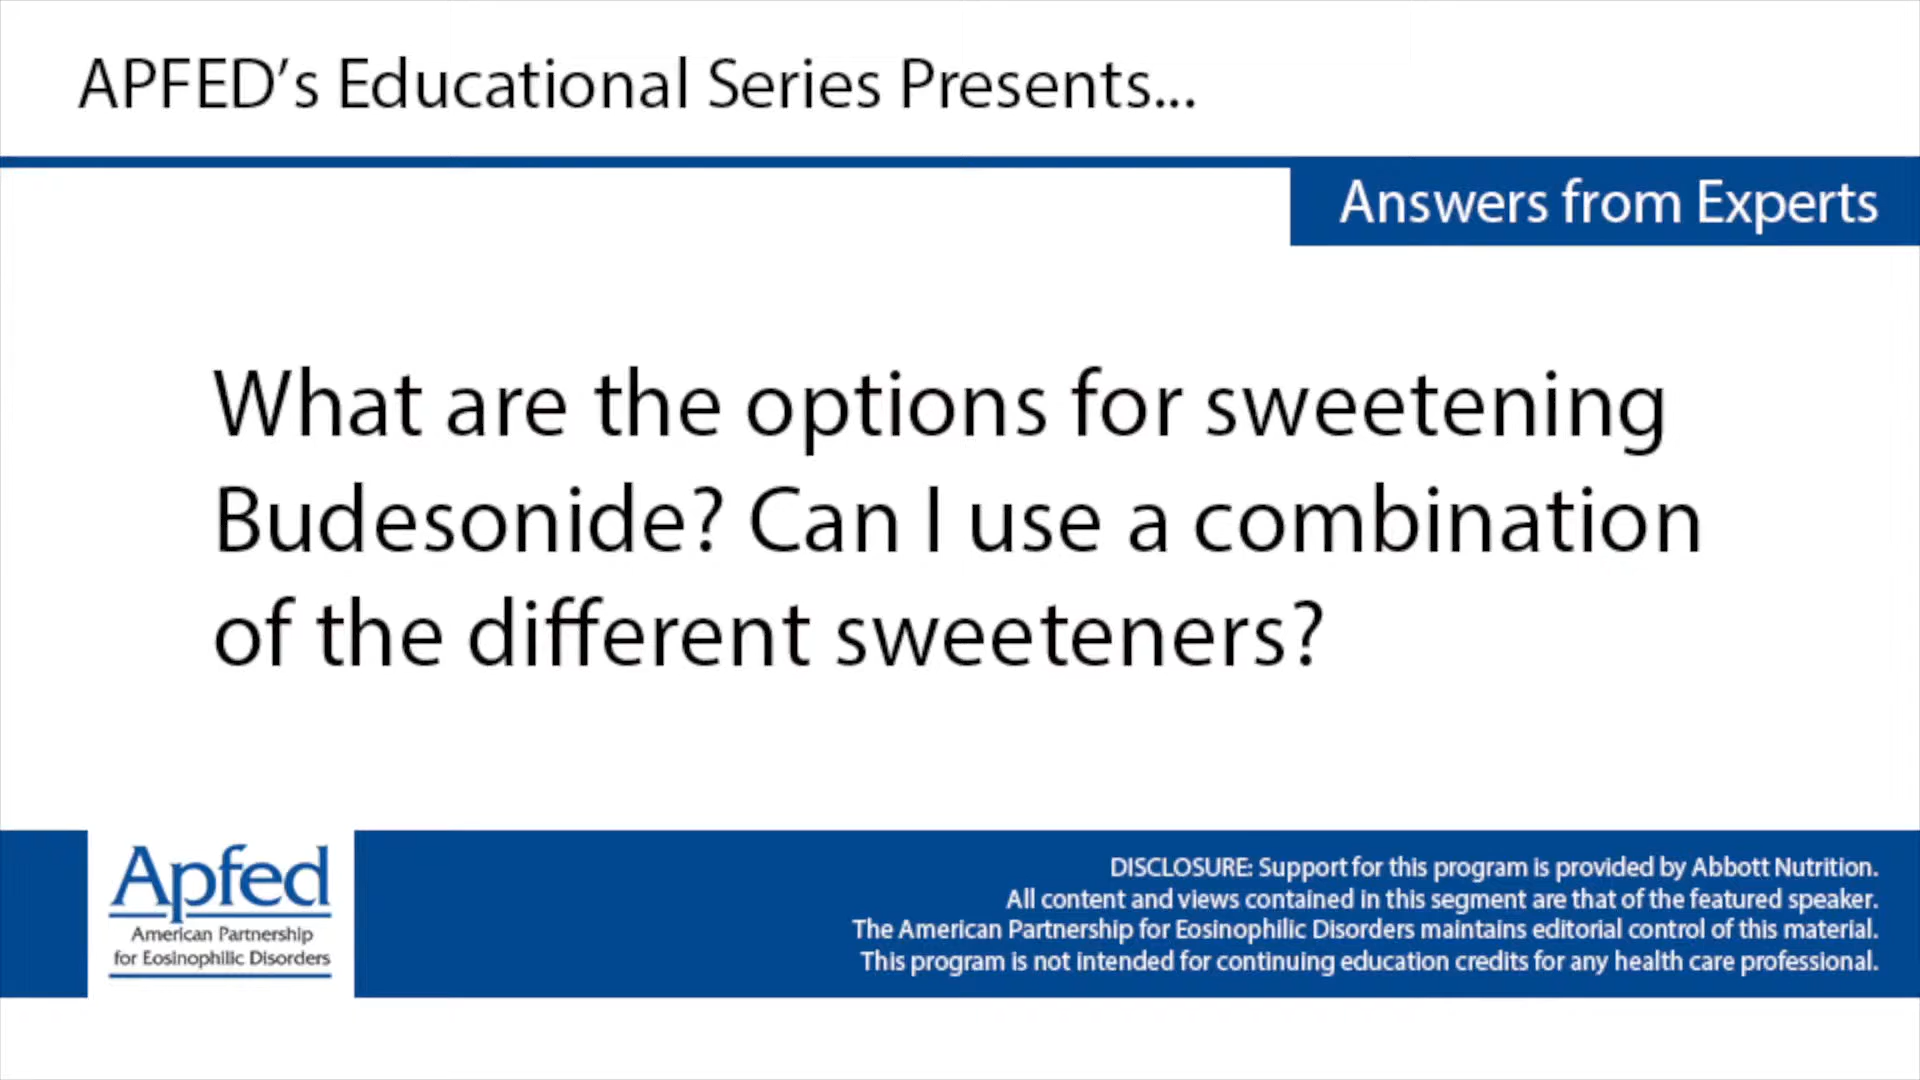 APFED’s Educational Series Presents...
Answers from Experts
What are the options for sweetening
Budesonide? Can I use a combination
of the different sweeteners?
Apfed
American Partnership
for Eosinophilic Disorders
DISCLOSURE: Support for this program is provided by Abbott Nutrition.
All content and views contained in this segment are that of the featured speaker.
The American Partnership for Eosinophilic Disorders maintains editorial control of this material.
This program is not intended for continuing education credits for any health care professional.